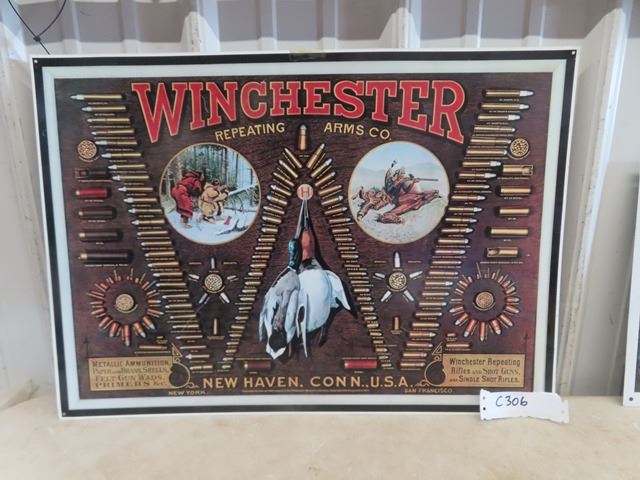 WINCHESTER
REPEATING ARMS CO.
H
METALLIC AMMUNITION,
PAPER AND BRASS SHELLS,
FELT GUN WADS,
PRIMERS &c.
Winchester Repeating
Rifles AND SHOT GUNS,
AND SINGLE SHOT RIFLES.
NEW HAVEN, CONN., U.S.A.
NEW YORK.
SAN FRANCISCO.
C306